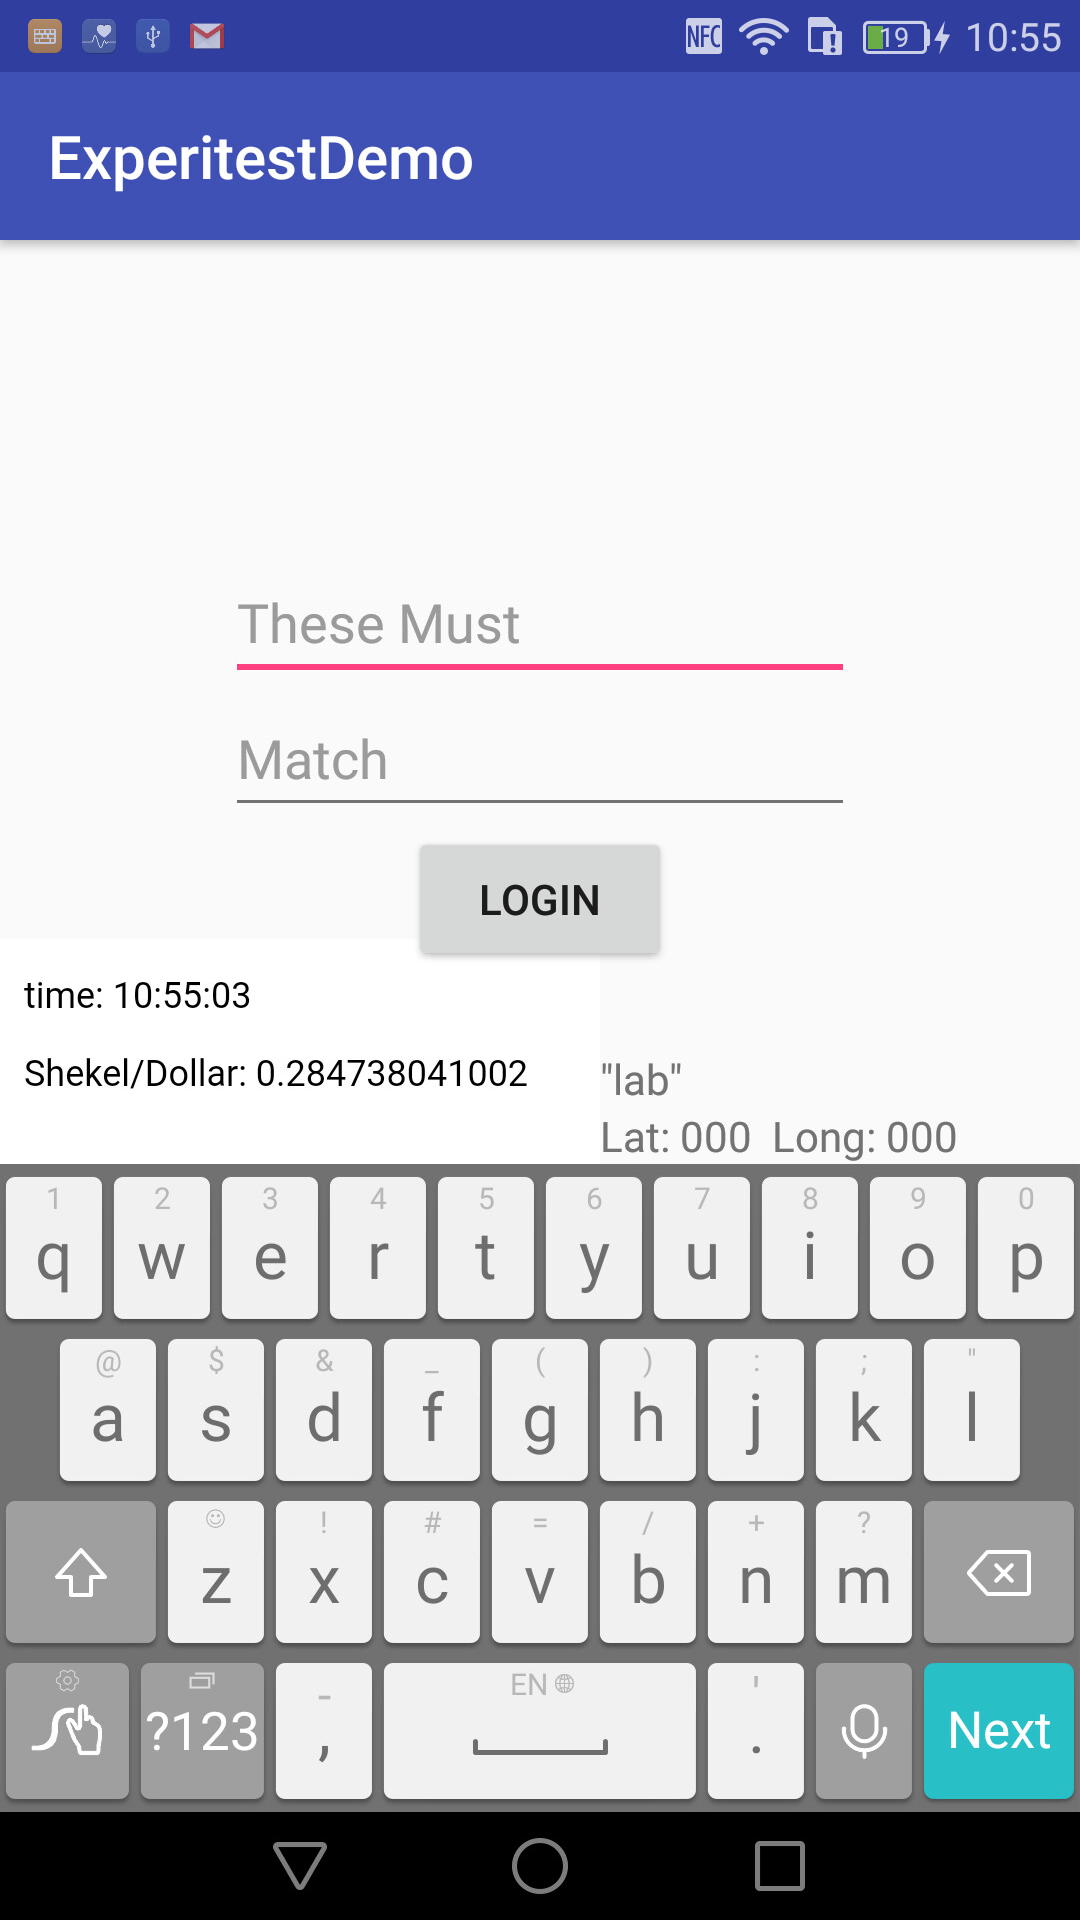 NFC 19 10:55
ExperitestDemo
These Must
Match
LOGIN
time: 10:55:03
Shekel/Dollar: 0.284738041002
"lab"
Lat: 000 Long: 000
1 2 3 4 5 6 7 8 9 0
q w e r t y u i o p
@ $ & _ ( ) : ; "
a s d f g h j k l
! # = / + ?
z x c v b n m
- EN '
?123 , . Next